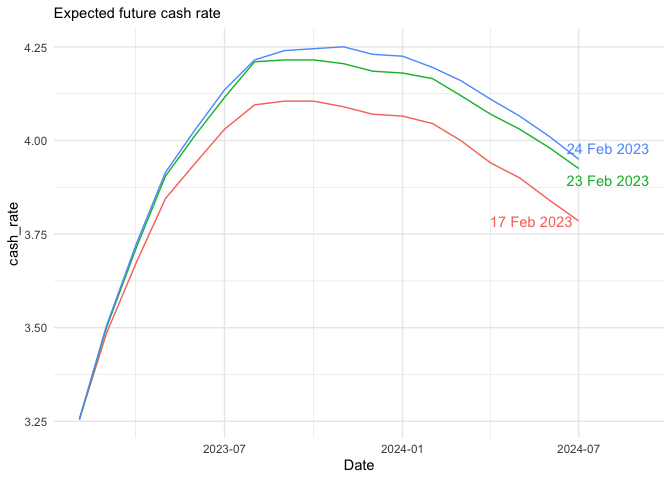 Expected future cash rate
4.25
4.00
3.75
3.50
3.25
cash_rate
24 Feb 2023
23 Feb 2023
17 Feb 2023
2023-07
2024-01
2024-07
Date